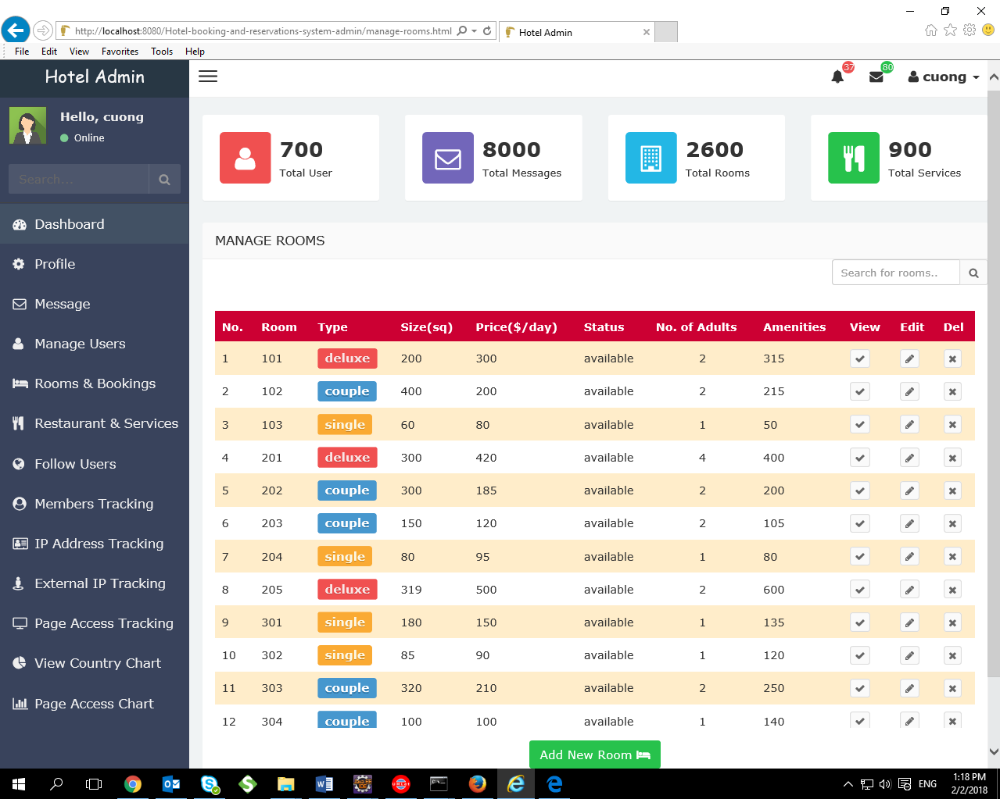 http://localhost:8080/Hotel-booking-and-reservations-system-admin/manage-rooms.html
Hotel Admin
File Edit View Favorites Tools Help
Hotel Admin
37
80
cuong
Hello, cuong
Online
Search...
Dashboard
Profile
Message
Manage Users
Rooms & Bookings
Restaurant & Services
Follow Users
Members Tracking
IP Address Tracking
External IP Tracking
Page Access Tracking
View Country Chart
Page Access Chart
700
Total User
8000
Total Messages
2600
Total Rooms
900
Total Services
MANAGE ROOMS
Search for rooms..
No. Room Type Size(sq) Price($/day) Status No. of Adults Amenities View Edit Del
1 101 deluxe 200 300 available 2 315
2 102 couple 400 200 available 2 215
3 103 single 60 80 available 1 50
4 201 deluxe 300 420 available 4 400
5 202 couple 300 185 available 2 200
6 203 couple 150 120 available 2 105
7 204 single 80 95 available 1 80
8 205 deluxe 319 500 available 2 600
9 301 single 180 150 available 1 135
10 302 single 85 90 available 1 120
11 303 couple 320 210 available 2 250
12 304 couple 100 100 available 1 140
Add New Room
ENG
1:18 PM
2/2/2018